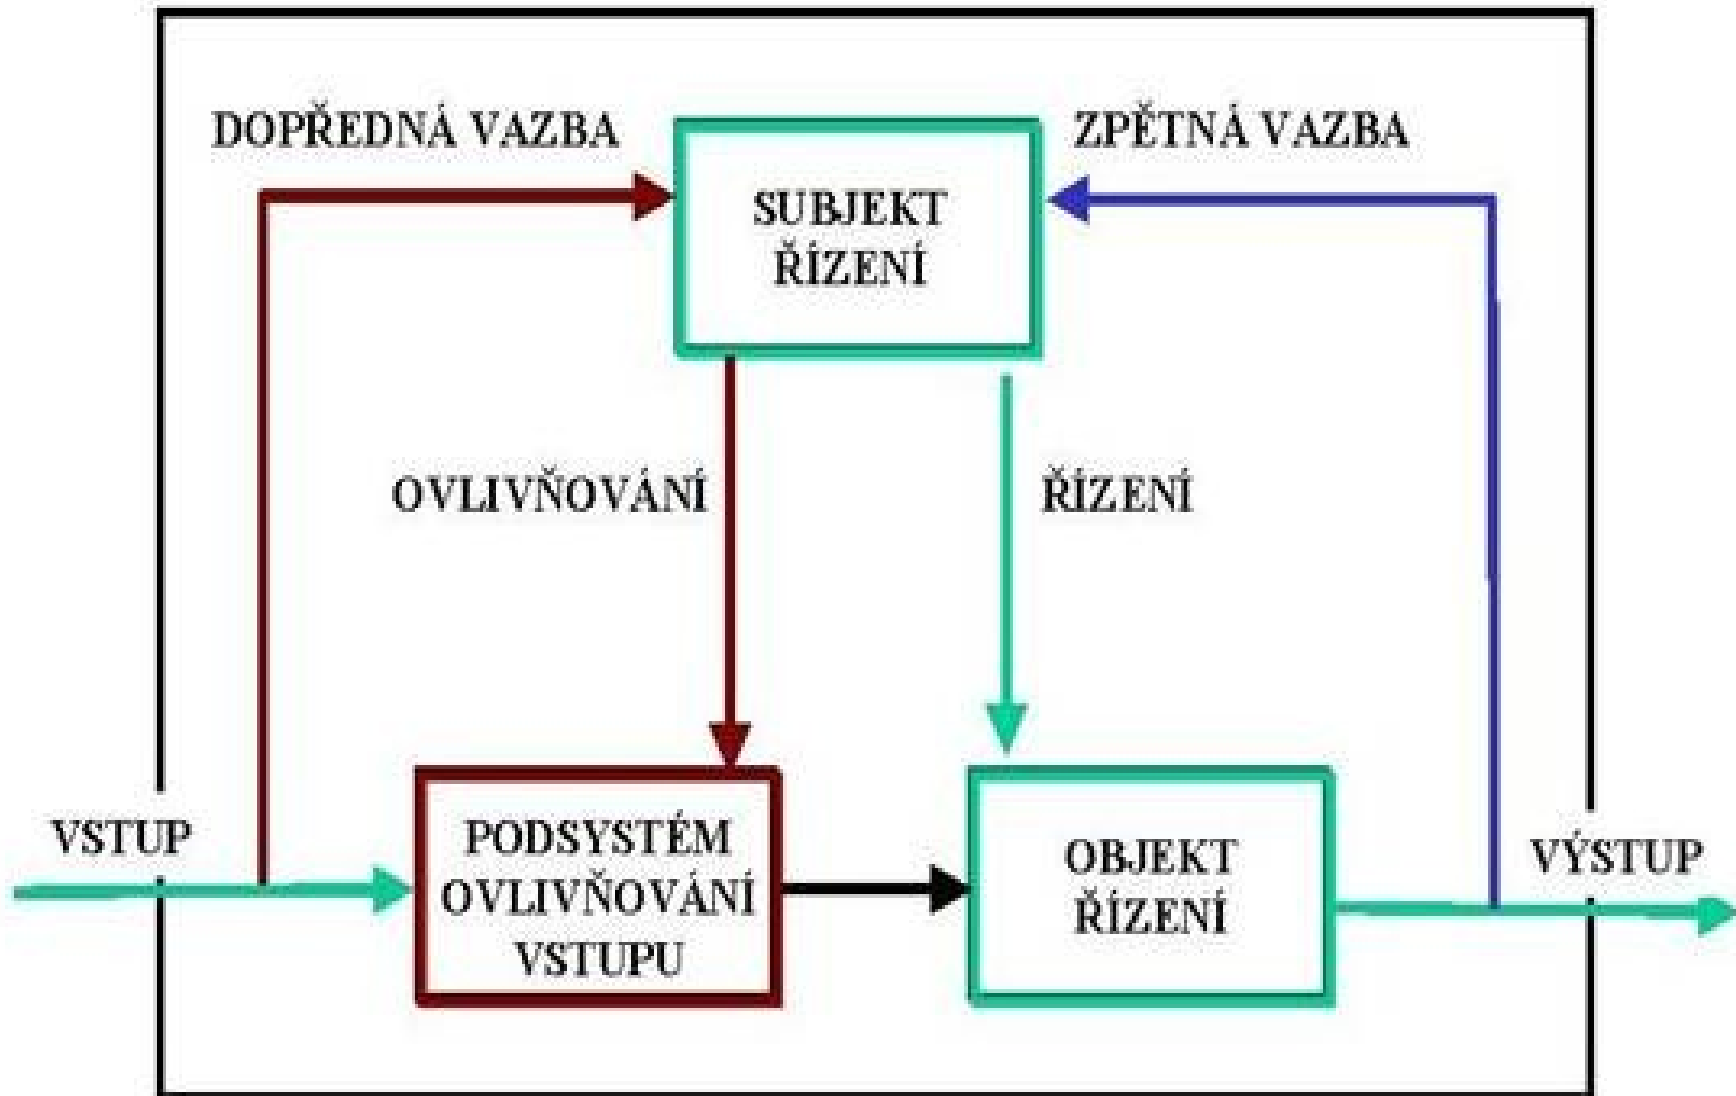 DOPŘEDNÁ VAZBA
ZPĚTNÁ VAZBA
SUBJEKT
ŘÍZENÍ
OVLIVŇOVÁNÍ
ŘÍZENÍ
VSTUP
PODSYSTÉM
OVLIVŇOVÁNÍ
VSTUPU
OBJEKT
ŘÍZENÍ
VÝSTUP